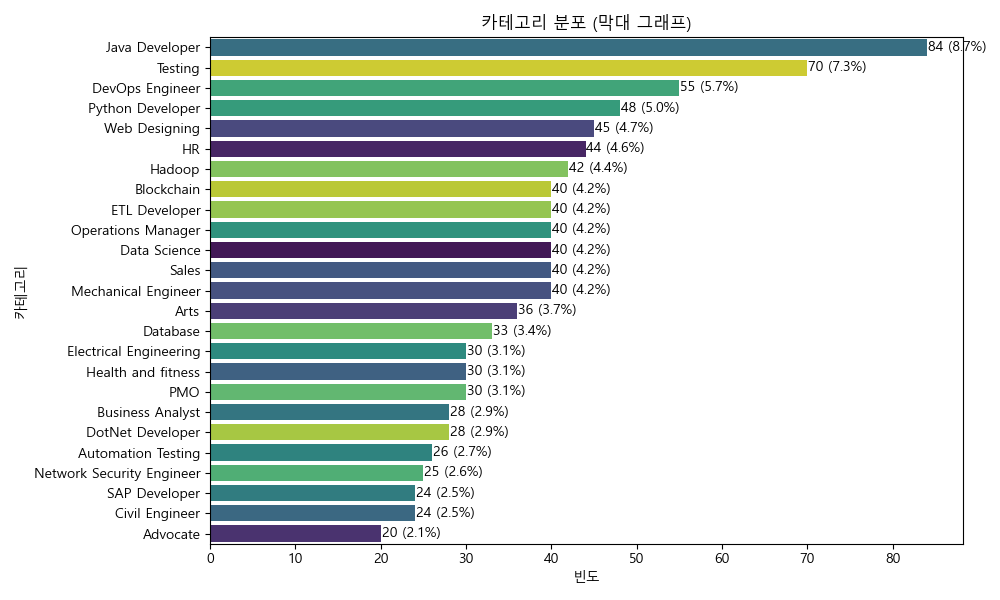 카테고리 분포 (막대 그래프)
카테고리
Java Developer 84 (8.7%)
Testing 70 (7.3%)
DevOps Engineer 55 (5.7%)
Python Developer 48 (5.0%)
Web Designing 45 (4.7%)
HR 44 (4.6%)
Hadoop 42 (4.4%)
Blockchain 40 (4.2%)
ETL Developer 40 (4.2%)
Operations Manager 40 (4.2%)
Data Science 40 (4.2%)
Sales 40 (4.2%)
Mechanical Engineer 40 (4.2%)
Arts 36 (3.7%)
Database 33 (3.4%)
Electrical Engineering 30 (3.1%)
Health and fitness 30 (3.1%)
PMO 30 (3.1%)
Business Analyst 28 (2.9%)
DotNet Developer 28 (2.9%)
Automation Testing 26 (2.7%)
Network Security Engineer 25 (2.6%)
SAP Developer 24 (2.5%)
Civil Engineer 24 (2.5%)
Advocate 20 (2.1%)
0 10 20 30 40 50 60 70 80
빈도